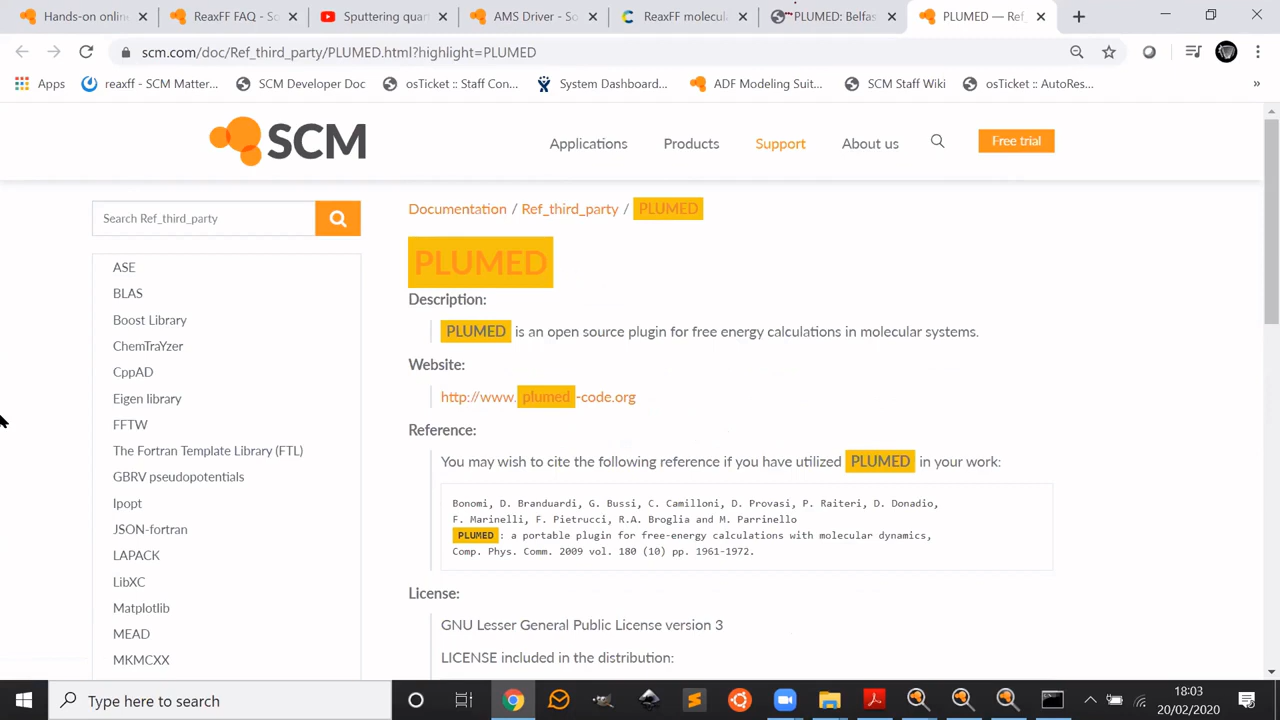 Hands-on online
ReaxFF FAQ - Sc
Sputtering quan
AMS Driver - So
ReaxFF molecula
PLUMED: Belfas
PLUMED — Ref_
scm.com/doc/Ref_third_party/PLUMED.html?highlight=PLUMED
Apps
reaxff - SCM Matter...
SCM Developer Doc
osTicket :: Staff Con...
System Dashboard...
ADF Modeling Suit...
SCM Staff Wiki
osTicket :: AutoRes...
»
SCM
Applications
Products
Support
About us
Free trial
Search Ref_third_party
ASE
BLAS
Boost Library
ChemTraYzer
CppAD
Eigen library
FFTW
The Fortran Template Library (FTL)
GBRV pseudopotentials
Ipopt
JSON-fortran
LAPACK
LibXC
Matplotlib
MEAD
MKMCXX
Documentation / Ref_third_party / PLUMED
PLUMED
Description:
PLUMED is an open source plugin for free energy calculations in molecular systems.
Website:
http://www.plumed-code.org
Reference:
You may wish to cite the following reference if you have utilized PLUMED in your work:
Bonomi, D. Branduardi, G. Bussi, C. Camilloni, D. Provasi, P. Raiteri, D. Donadio,
F. Marinelli, F. Pietrucci, R.A. Broglia and M. Parrinello
PLUMED: a portable plugin for free-energy calculations with molecular dynamics,
Comp. Phys. Comm. 2009 vol. 180 (10) pp. 1961-1972.
License:
GNU Lesser General Public License version 3
LICENSE included in the distribution:
Type here to search
18:03
20/02/2020